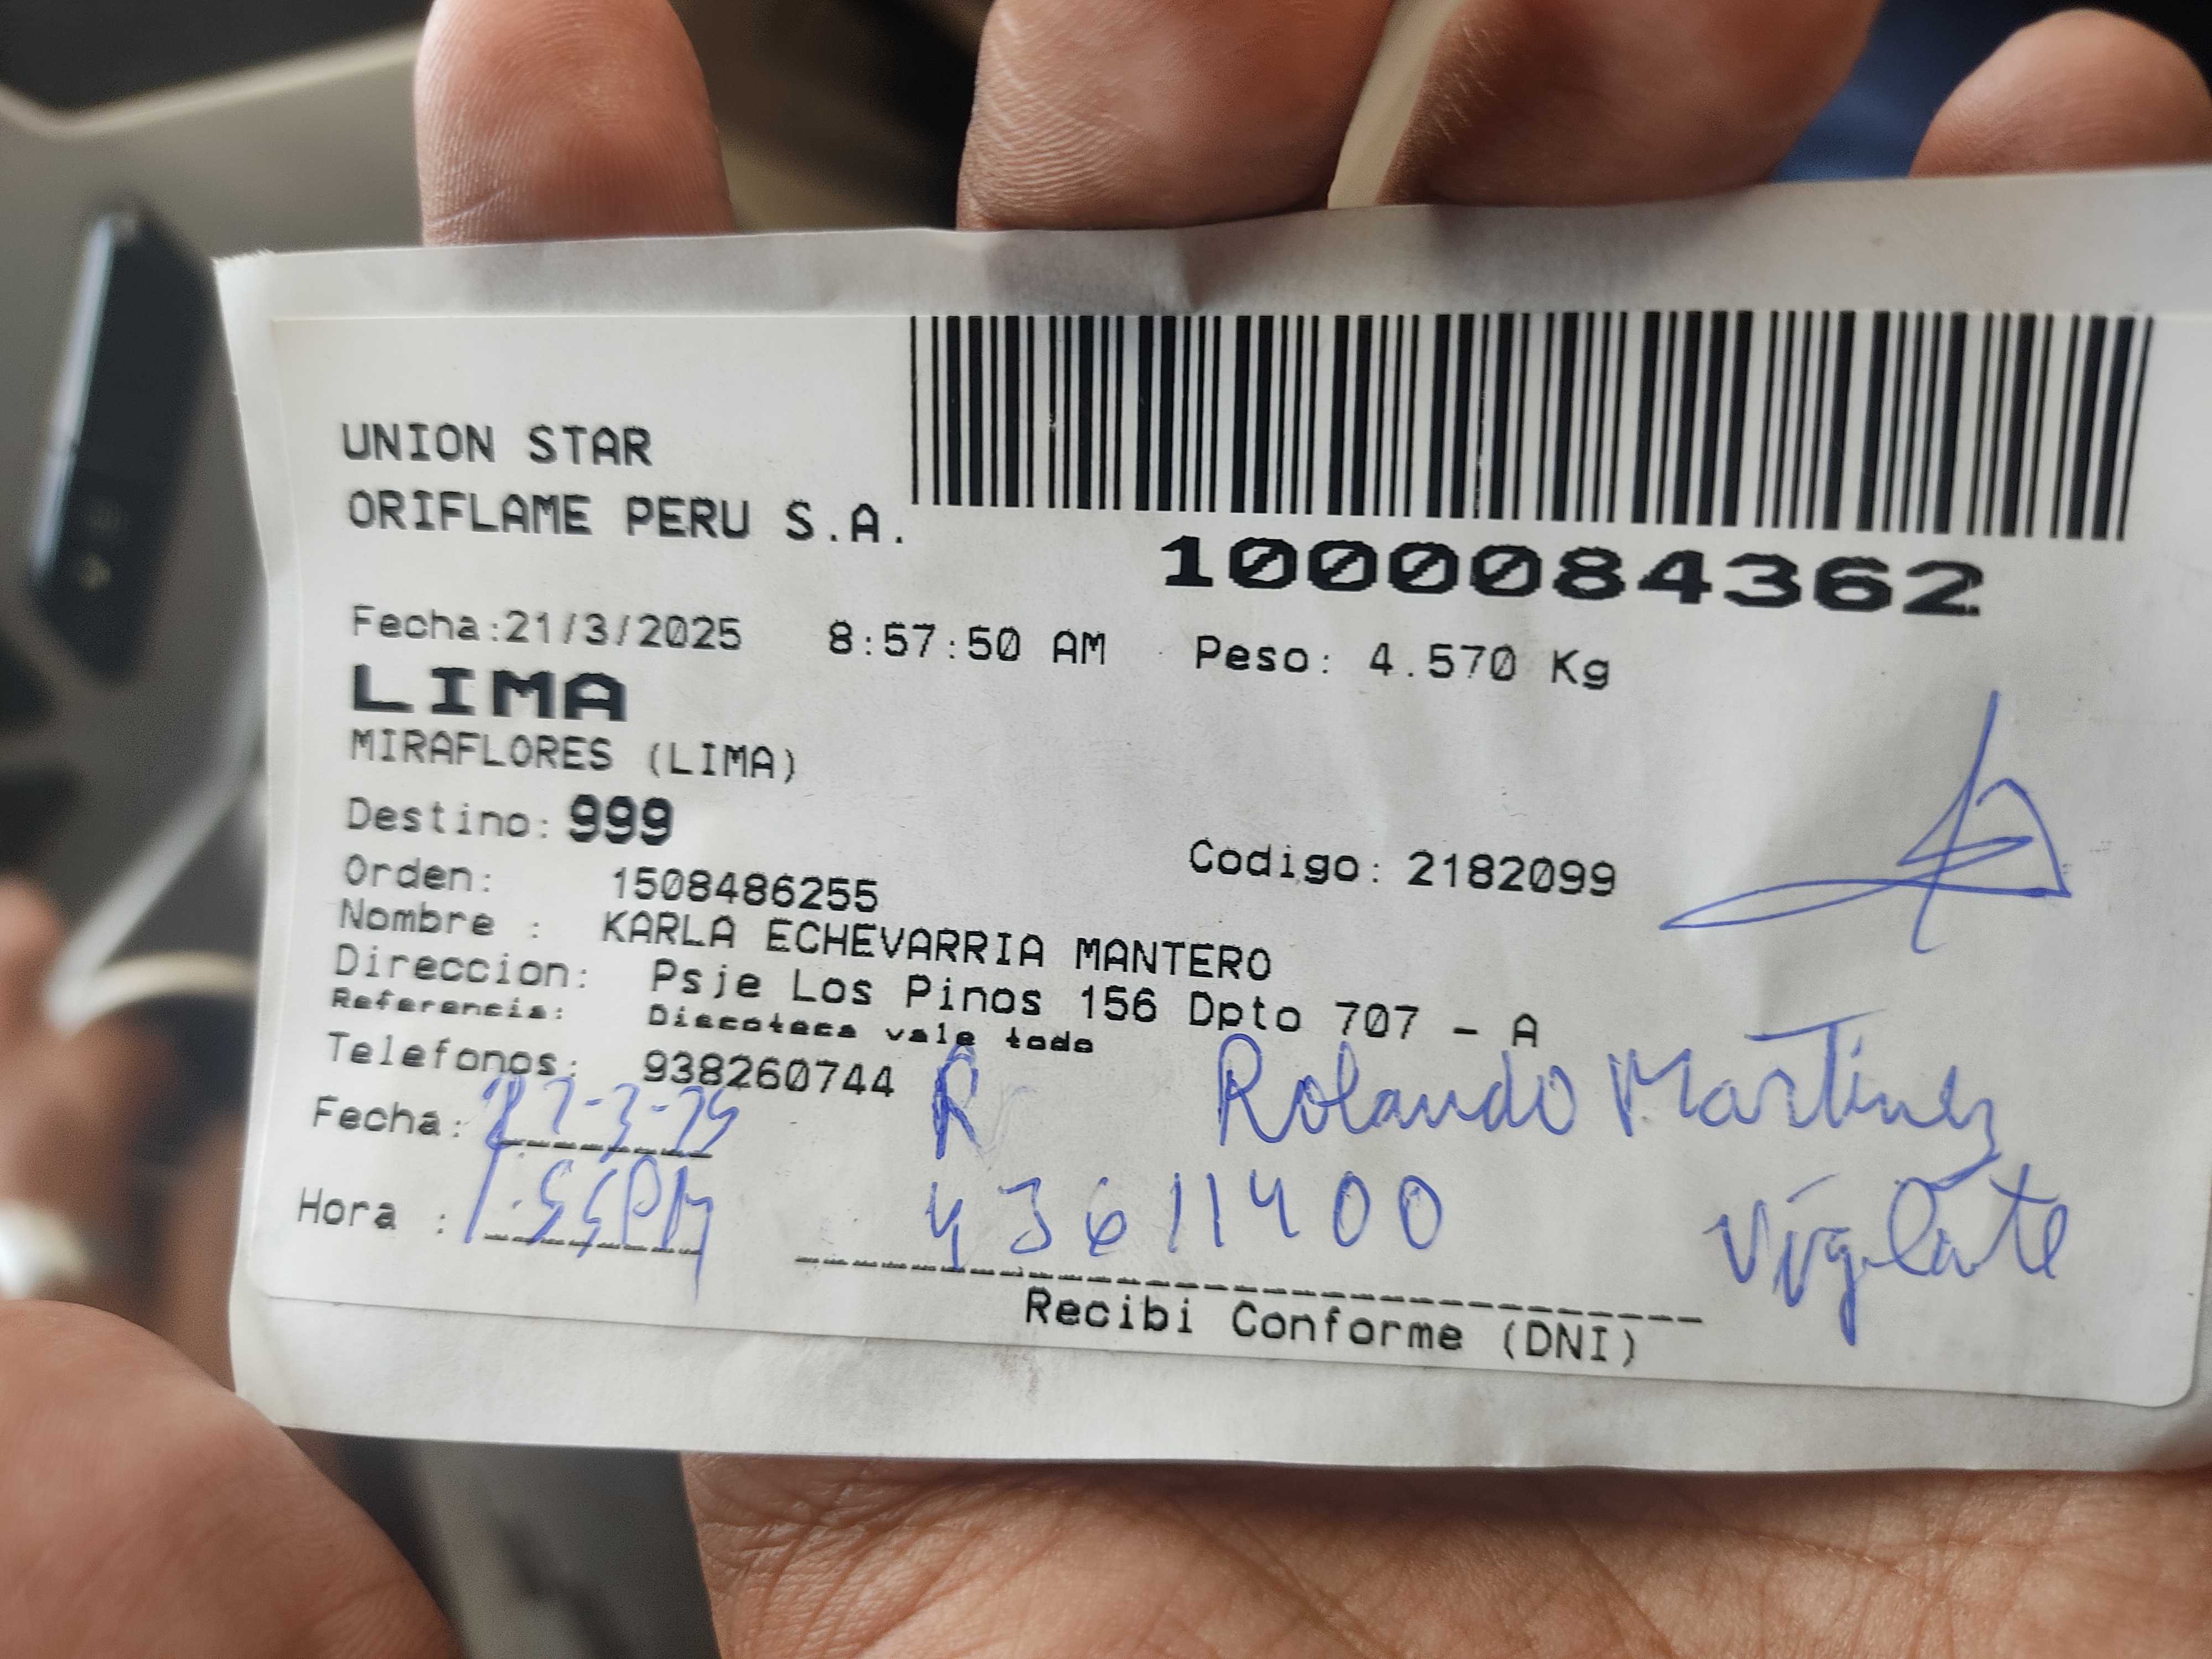 UNION STAR
ORIFLAME PERU S.A.
1000084362
Fecha:21/3/2025 8:57:50 AM Peso: 4.570 Kg
LIMA
MIRAFLORES (LIMA)
Destino: 999
Orden: 1508486255 Codigo: 2182099
Nombre : KARLA ECHEVARRIA MANTERO
Direccion: Psje Los Pinos 156 Dpto 707 - A
Referencia: Discoteca vale todo
Telefonos: 938260744 R Rolando Martinez
Fecha:
Hora : 43611400 Vigilate
Recibi Conforme (DNI)